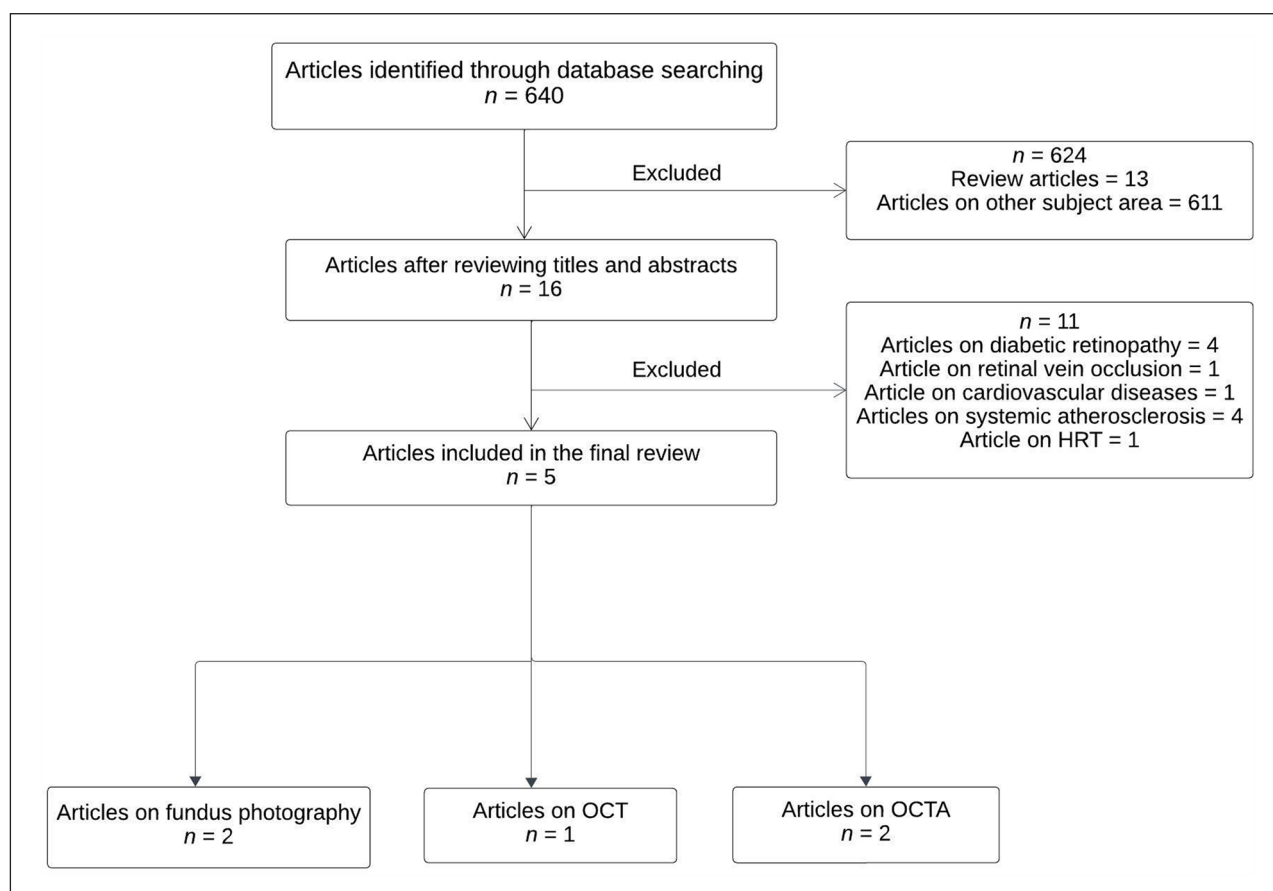 Articles identified through database searching
n = 640
Excluded
n = 624
Review articles = 13
Articles on other subject area = 611
Articles after reviewing titles and abstracts
n = 16
Excluded
n = 11
Articles on diabetic retinopathy = 4
Article on retinal vein occlusion = 1
Article on cardiovascular diseases = 1
Articles on systemic atherosclerosis = 4
Article on HRT = 1
Articles included in the final review
n = 5
Articles on fundus photography
n = 2
Articles on OCT
n = 1
Articles on OCTA
n = 2